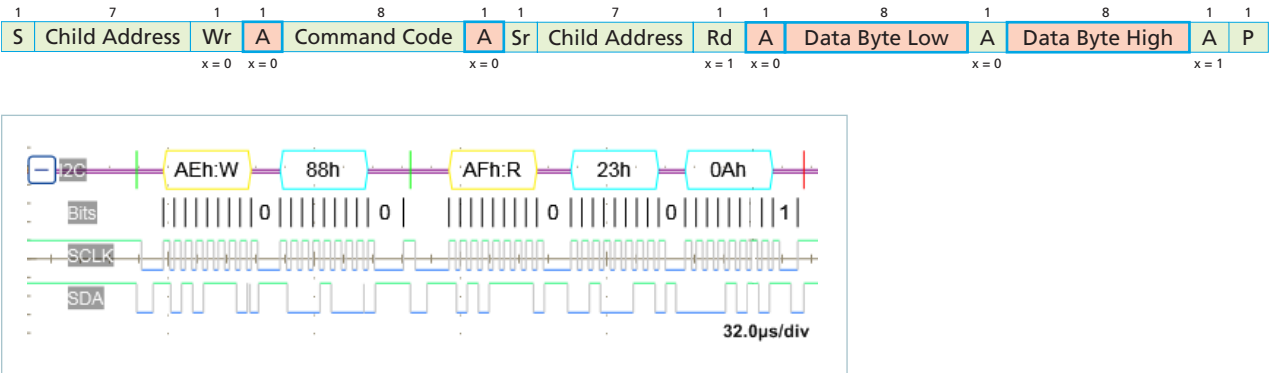 1 7 1 1 8 1 1 7 1 1 8 1 8 1 1
S Child Address Wr A Command Code A Sr Child Address Rd A Data Byte Low A Data Byte High A P
x = 0 x = 0 x = 0 x = 1 x = 0 x = 0 x = 1
I2C AEh:W 88h AFh:R 23h 0Ah
Bits 0 0 0 0 1
SCLK
SDA
32.0µs/div